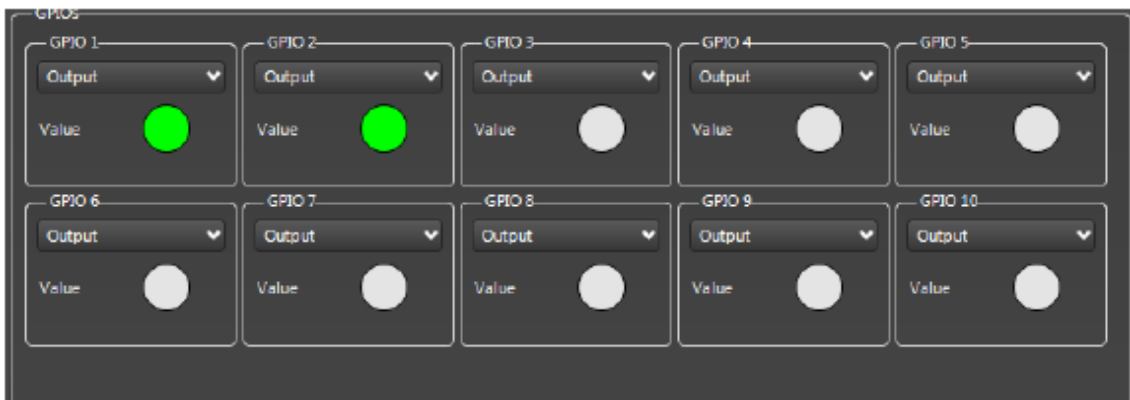 GPIOs
GPIO 1 GPIO 2 GPIO 3 GPIO 4 GPIO 5
Output Output Output Output Output
Value Value Value Value Value
GPIO 6 GPIO 7 GPIO 8 GPIO 9 GPIO 10
Output Output Output Output Output
Value Value Value Value Value